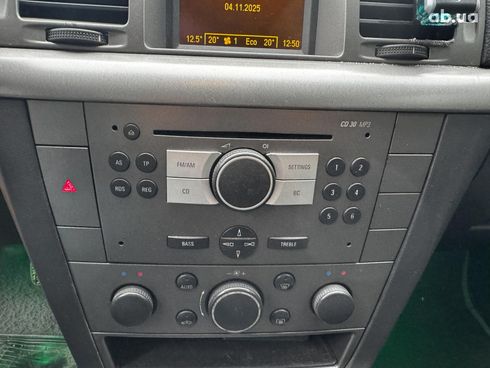 ab.ua
04.11.2025
12.5° 20° 1 Eco 20° 12:50
CD 30 MP3
AS TP FM/AM SETTINGS 1 2
RDS REG CD BC 3 4
5 6
BASS TREBLE
AUTO